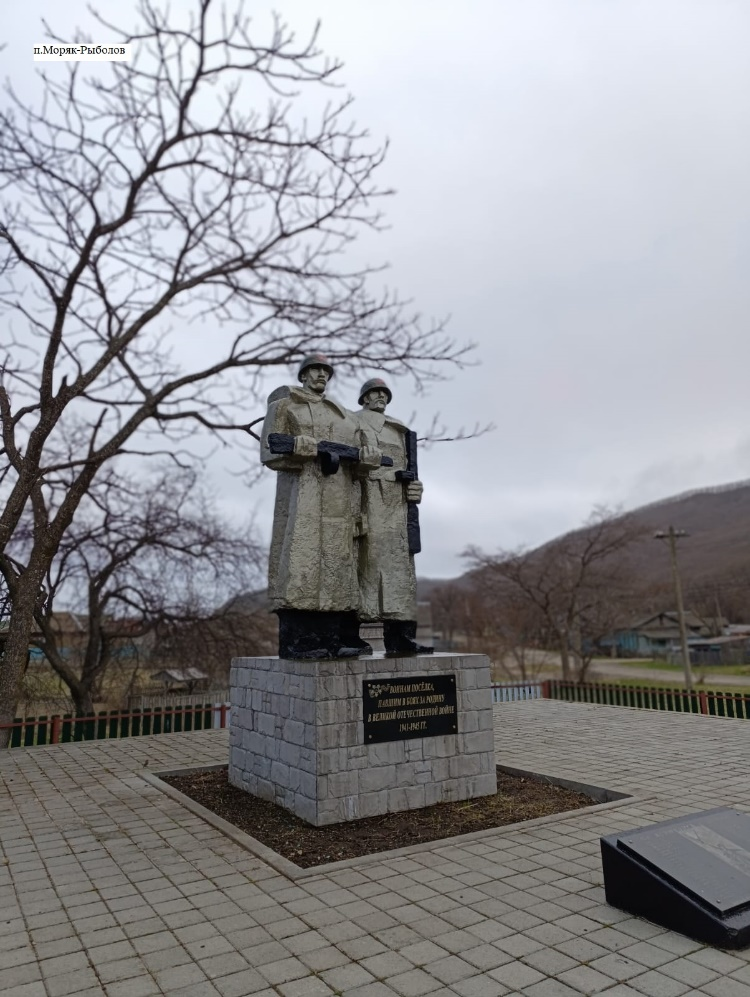 п.Моряк-Рыболов
ВОИНАМ ПОСЁЛКА,
ПАВШИМ В БОЯХ ЗА РОДИНУ
В ВЕЛИКОЙ ОТЕЧЕСТВЕННОЙ ВОЙНЕ
1941-1945 ГГ.